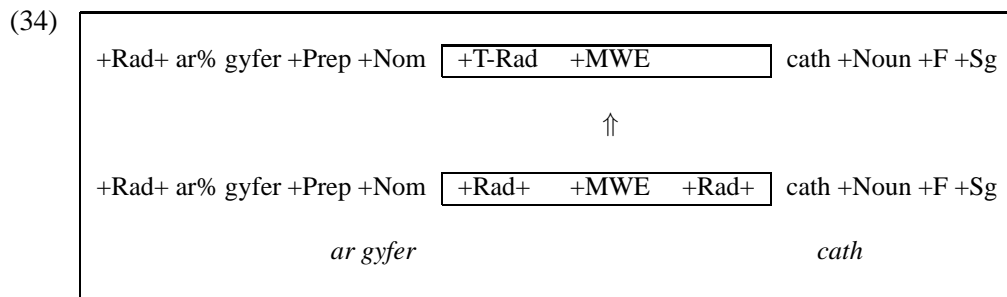 (34)
+Rad+ ar% gyfer +Prep +Nom +T-Rad +MWE cath +Noun +F +Sg
⇑
+Rad+ ar% gyfer +Prep +Nom +Rad+ +MWE +Rad+ cath +Noun +F +Sg
ar gyfer cath